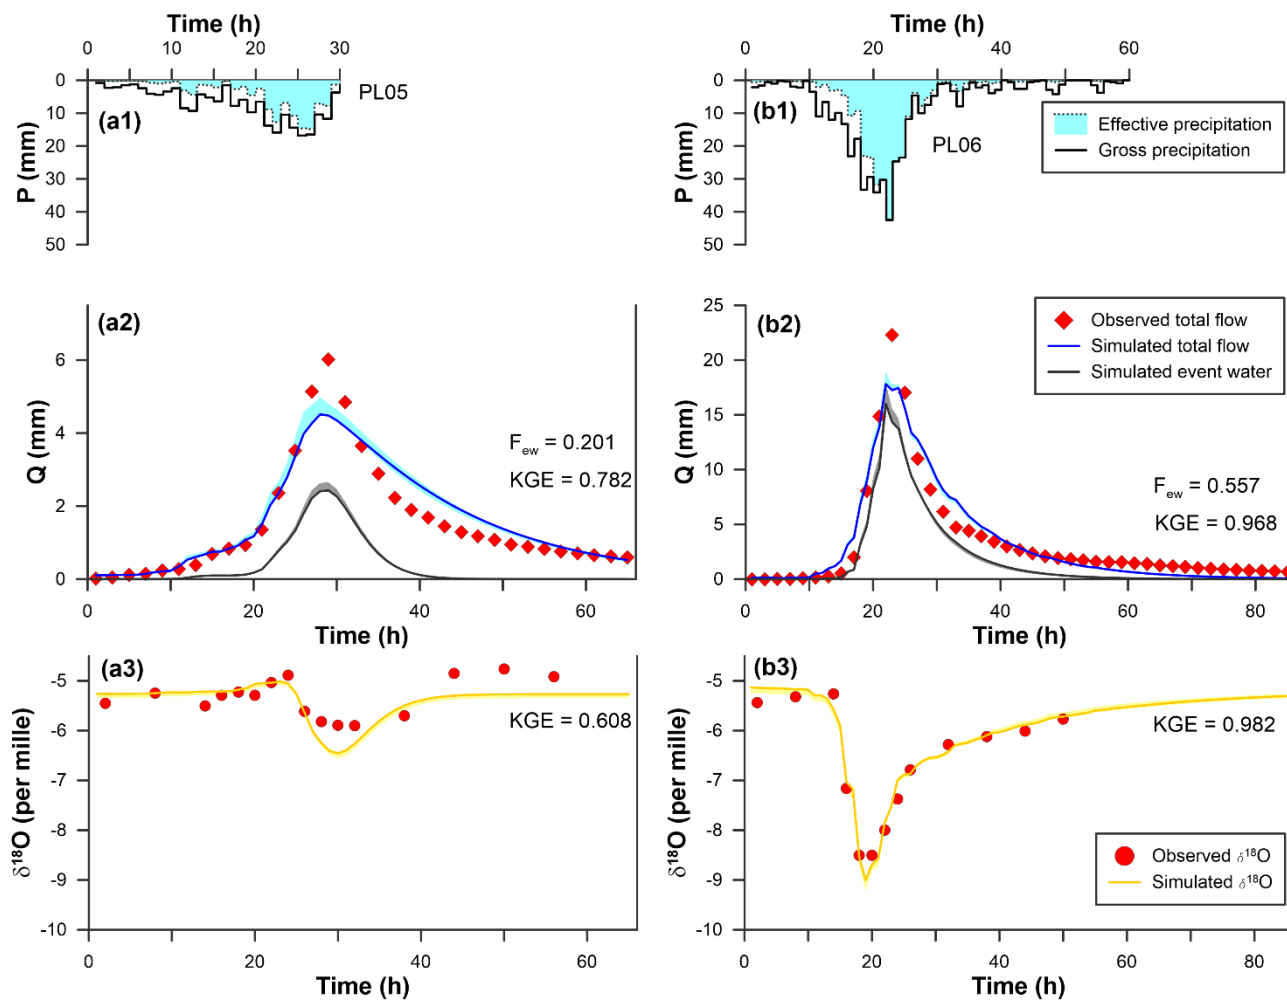 Time (h)
0 10 20 30
0
10
20
30
40
50
P (mm)
(a1)
PL05
Time (h)
0 20 40 60
0
10
20
30
40
50
P (mm)
(b1)
PL06
Effective precipitation
Gross precipitation
(a2)
6
4
2
0
Q (mm)
F_ew = 0.201
KGE = 0.782
0 20 40 60
Time (h)
(b2)
25
20
15
10
5
0
Q (mm)
Observed total flow
Simulated total flow
Simulated event water
F_ew = 0.557
KGE = 0.968
0 20 40 60 80
Time (h)
(a3)
-5
-6
-7
-8
-9
-10
δ¹⁸O (per mille)
KGE = 0.608
0 20 40 60
Time (h)
(b3)
-5
-6
-7
-8
-9
-10
δ¹⁸O (per mille)
KGE = 0.982
Observed δ¹⁸O
Simulated δ¹⁸O
0 20 40 60 80
Time (h)